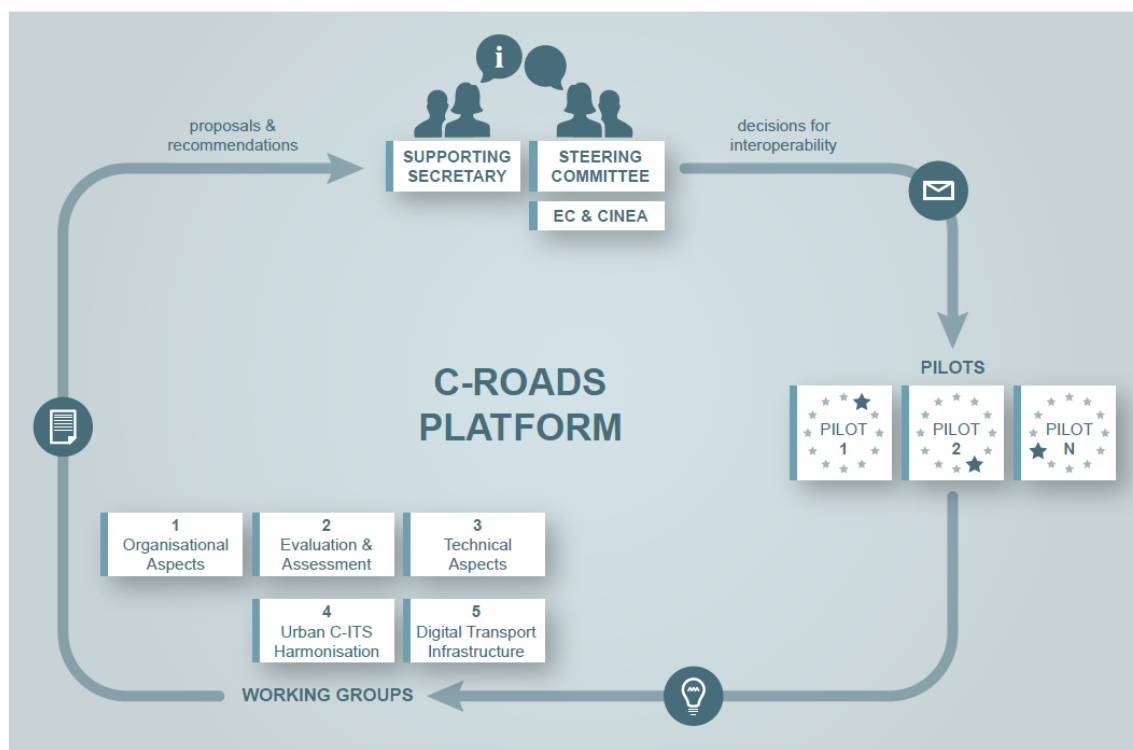 proposals &
recommendations
i
SUPPORTING
SECRETARY
STEERING
COMMITTEE
EC & CINEA
decisions for
interoperability
C-ROADS
PLATFORM
PILOTS
PILOT
1
PILOT
2
PILOT
N
1
Organisational
Aspects
2
Evaluation &
Assessment
3
Technical
Aspects
4
Urban C-ITS
Harmonisation
5
Digital Transport
Infrastructure
WORKING GROUPS